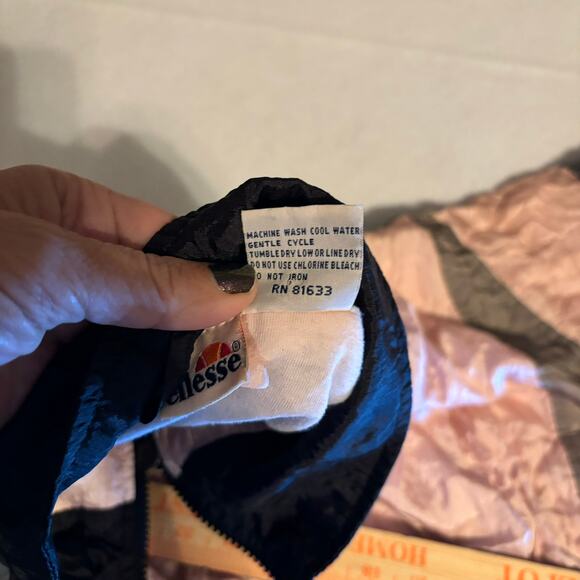 MACHINE WASH COOL WATER
GENTLE CYCLE
TUMBLE DRY LOW OR LINE DRY
DO NOT USE CHLORINE BLEACH
DO NOT IRON
RN 81633
ellesse ®
HOME